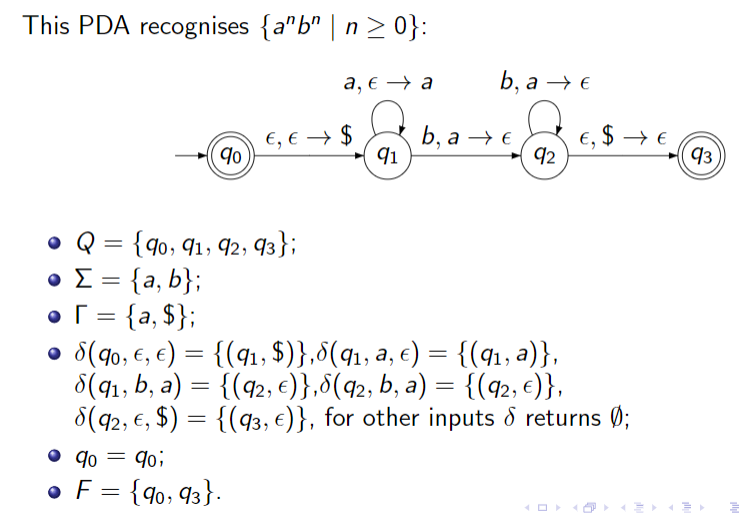 This PDA recognises {aⁿbⁿ | n ≥ 0}:
a, ϵ → a b, a → ϵ
q₀ ϵ, ϵ → $ q₁ b, a → ϵ q₂ ϵ, $ → ϵ q₃
Q = {q₀, q₁, q₂, q₃};
Σ = {a, b};
Γ = {a, $};
δ(q₀, ϵ, ϵ) = {(q₁, $)},δ(q₁, a, ϵ) = {(q₁, a)},
δ(q₁, b, a) = {(q₂, ϵ)},δ(q₂, b, a) = {(q₂, ϵ)},
δ(q₂, ϵ, $) = {(q₃, ϵ)}, for other inputs δ returns ∅;
q₀ = q₀;
F = {q₀, q₃}.